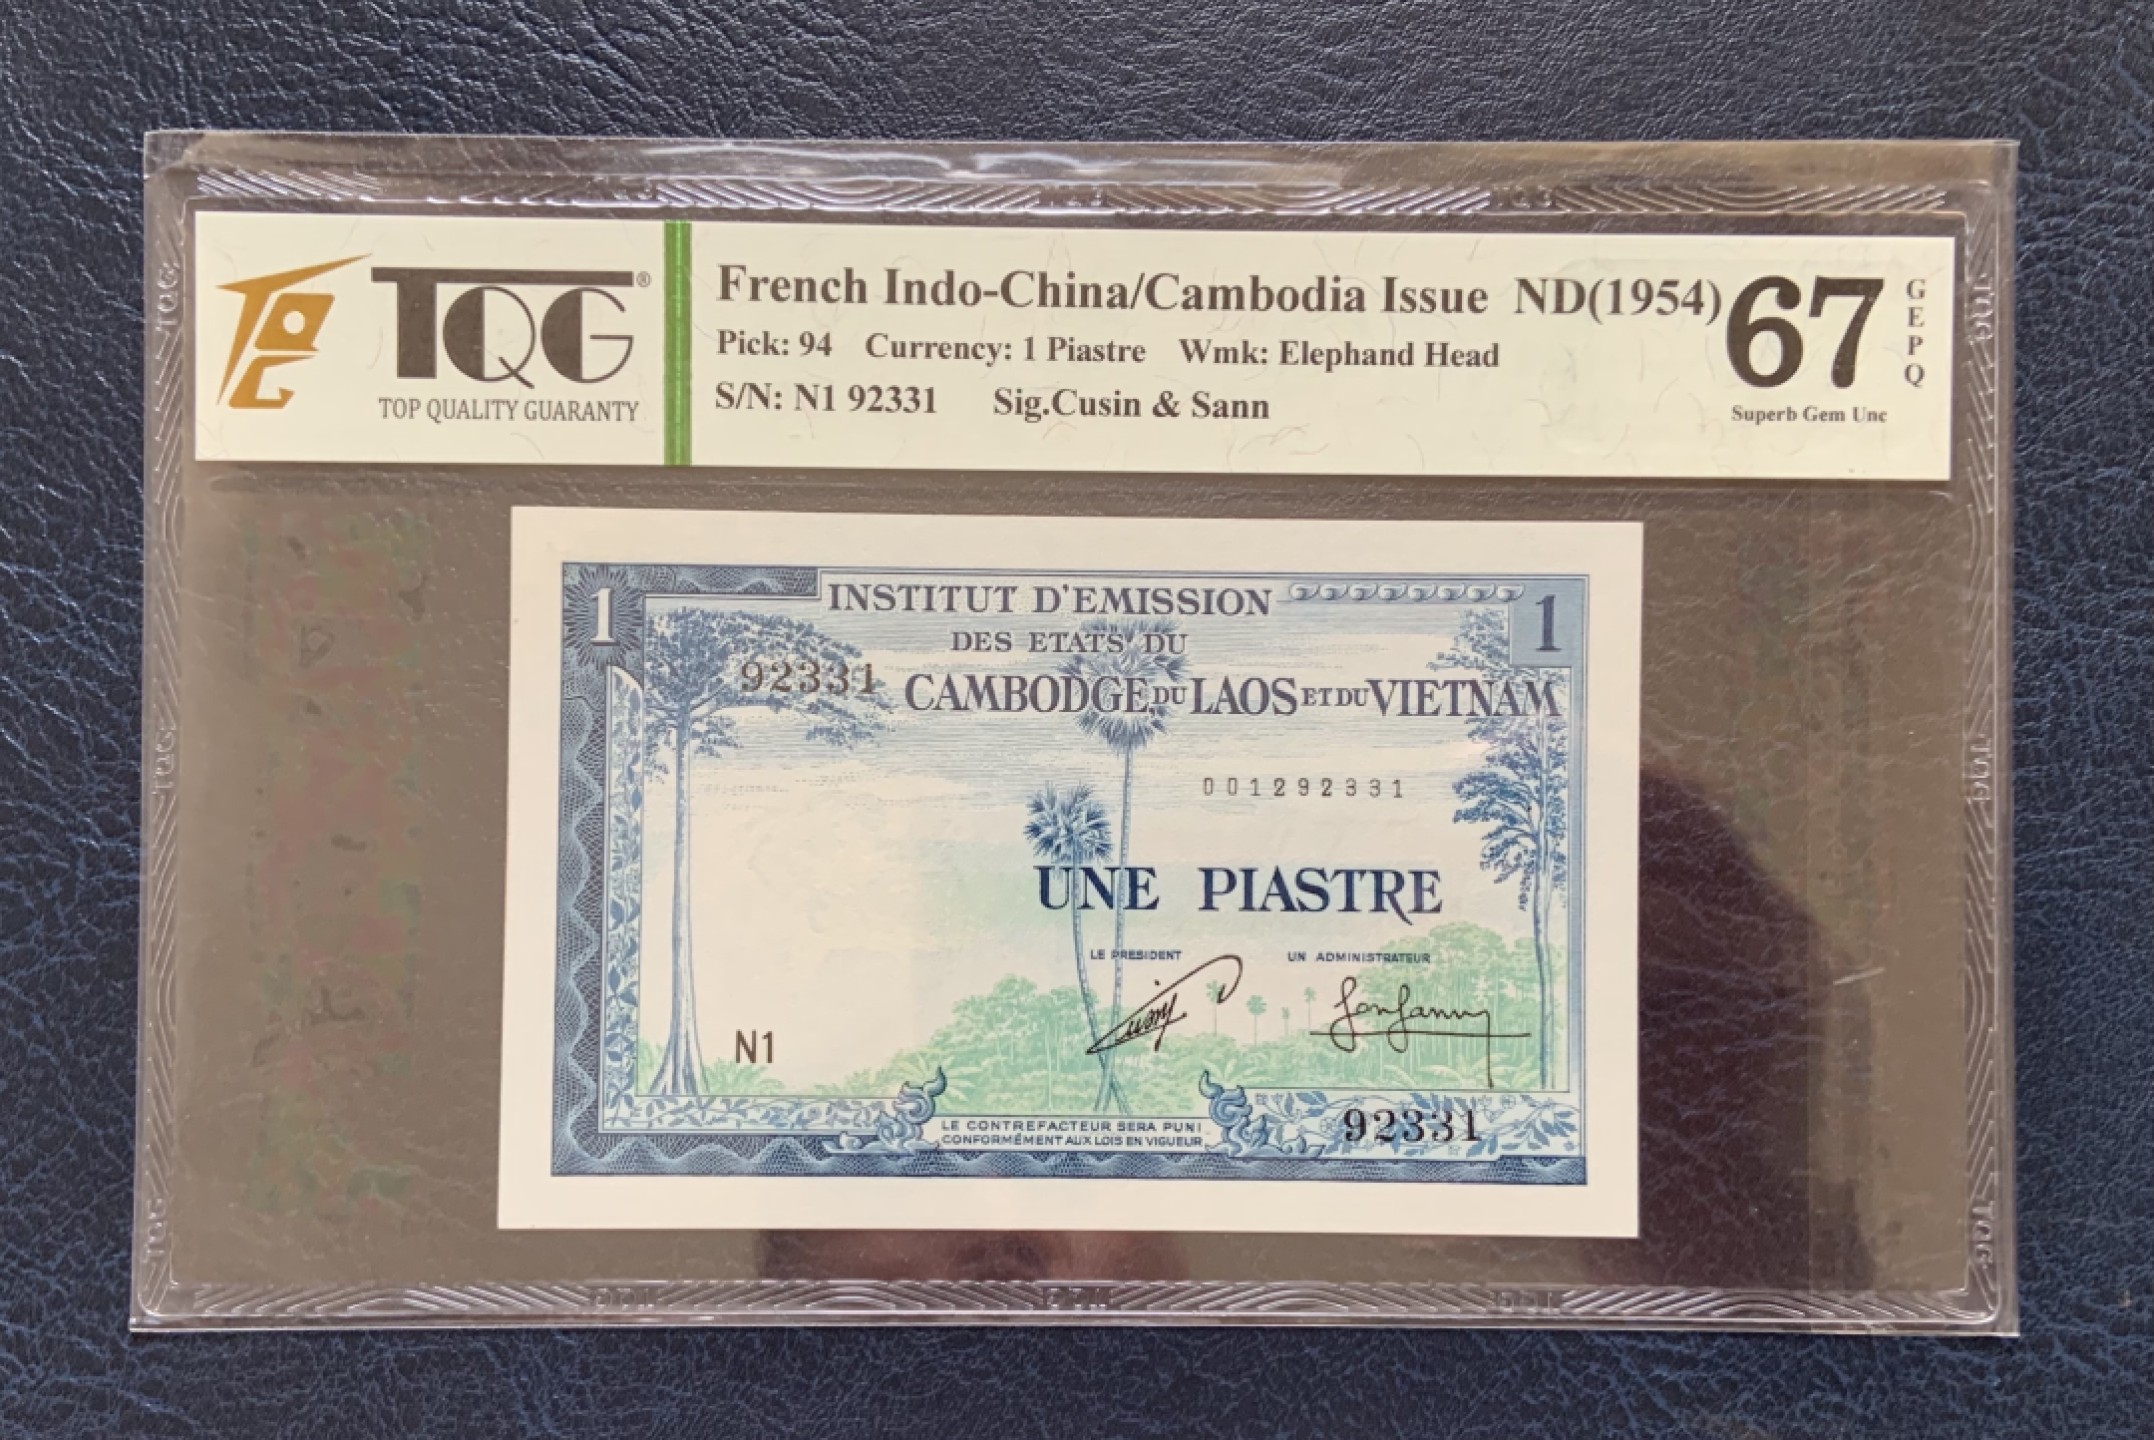 TQG®
TOP QUALITY GUARANTY
French Indo-China/Cambodia Issue ND(1954)
Pick: 94 Currency: 1 Piastre Wmk: Elephand Head
S/N: N1 92331 Sig.Cusin & Sann
67
GEPQ
Superb Gem Unc
1
INSTITUT D'EMISSION
1
DES ETATS DU
92331
CAMBODGE, DU LAOS ET DU VIETNAM
001292331
UNE PIASTRE
LE PRESIDENT UN ADMINISTRATEUR
N1
92331
LE CONTREFACTEUR SERA PUNI
CONFORMÉMENT AUX LOIS EN VIGUEUR